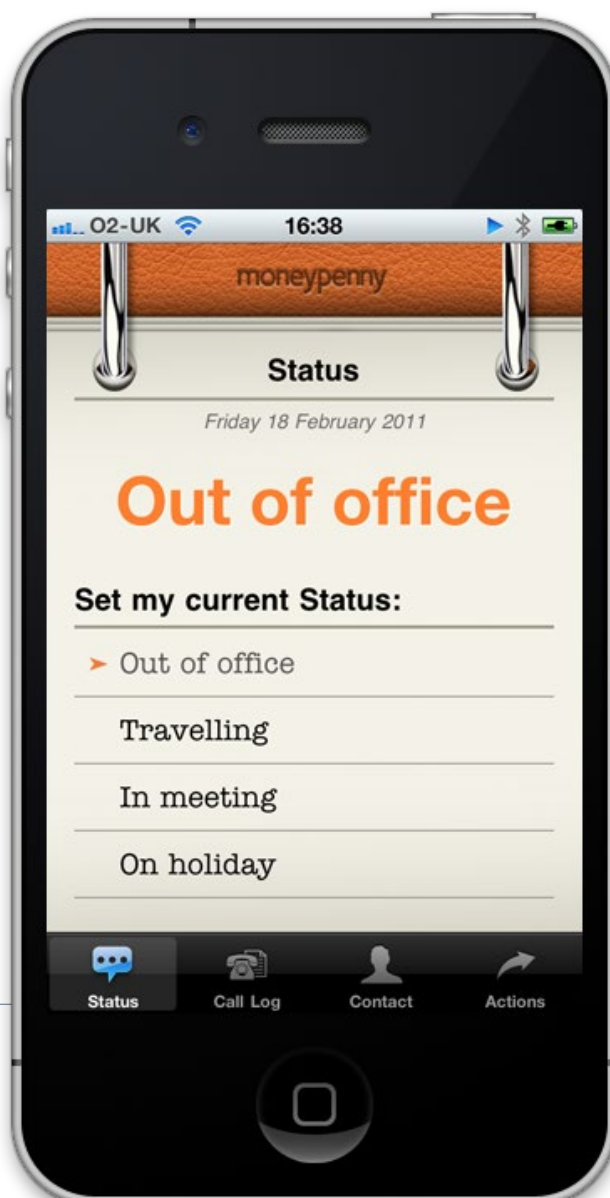 O2-UK 16:38
moneypenny
Status
Friday 18 February 2011
Out of office
Set my current Status:
➤ Out of office
Travelling
In meeting
On holiday
Status Call Log Contact Actions